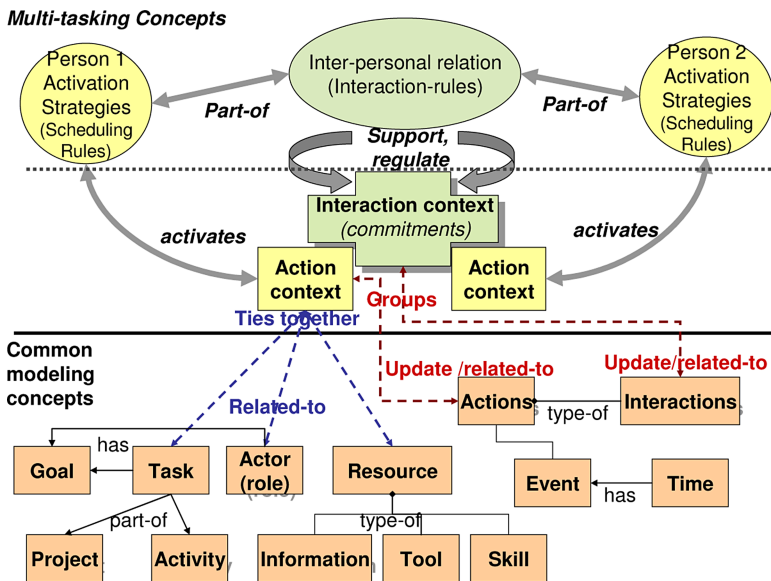 Multi-tasking Concepts
Person 1
Activation
Strategies
(Scheduling
Rules)
Inter-personal relation
(Interaction-rules)
Person 2
Activation
Strategies
(Scheduling
Rules)
Part-of
Part-of
Support,
regulate
Interaction context
(commitments)
activates
activates
Action
context
Action
context
Groups
Ties together
Common
modeling
concepts
Update /related-to
Update/related-to
Related-to
Actions
type-of
Interactions
has
Goal
Task
Actor
(role)
Resource
Event
has
Time
part-of
type-of
Project
Activity
Information
Tool
Skill